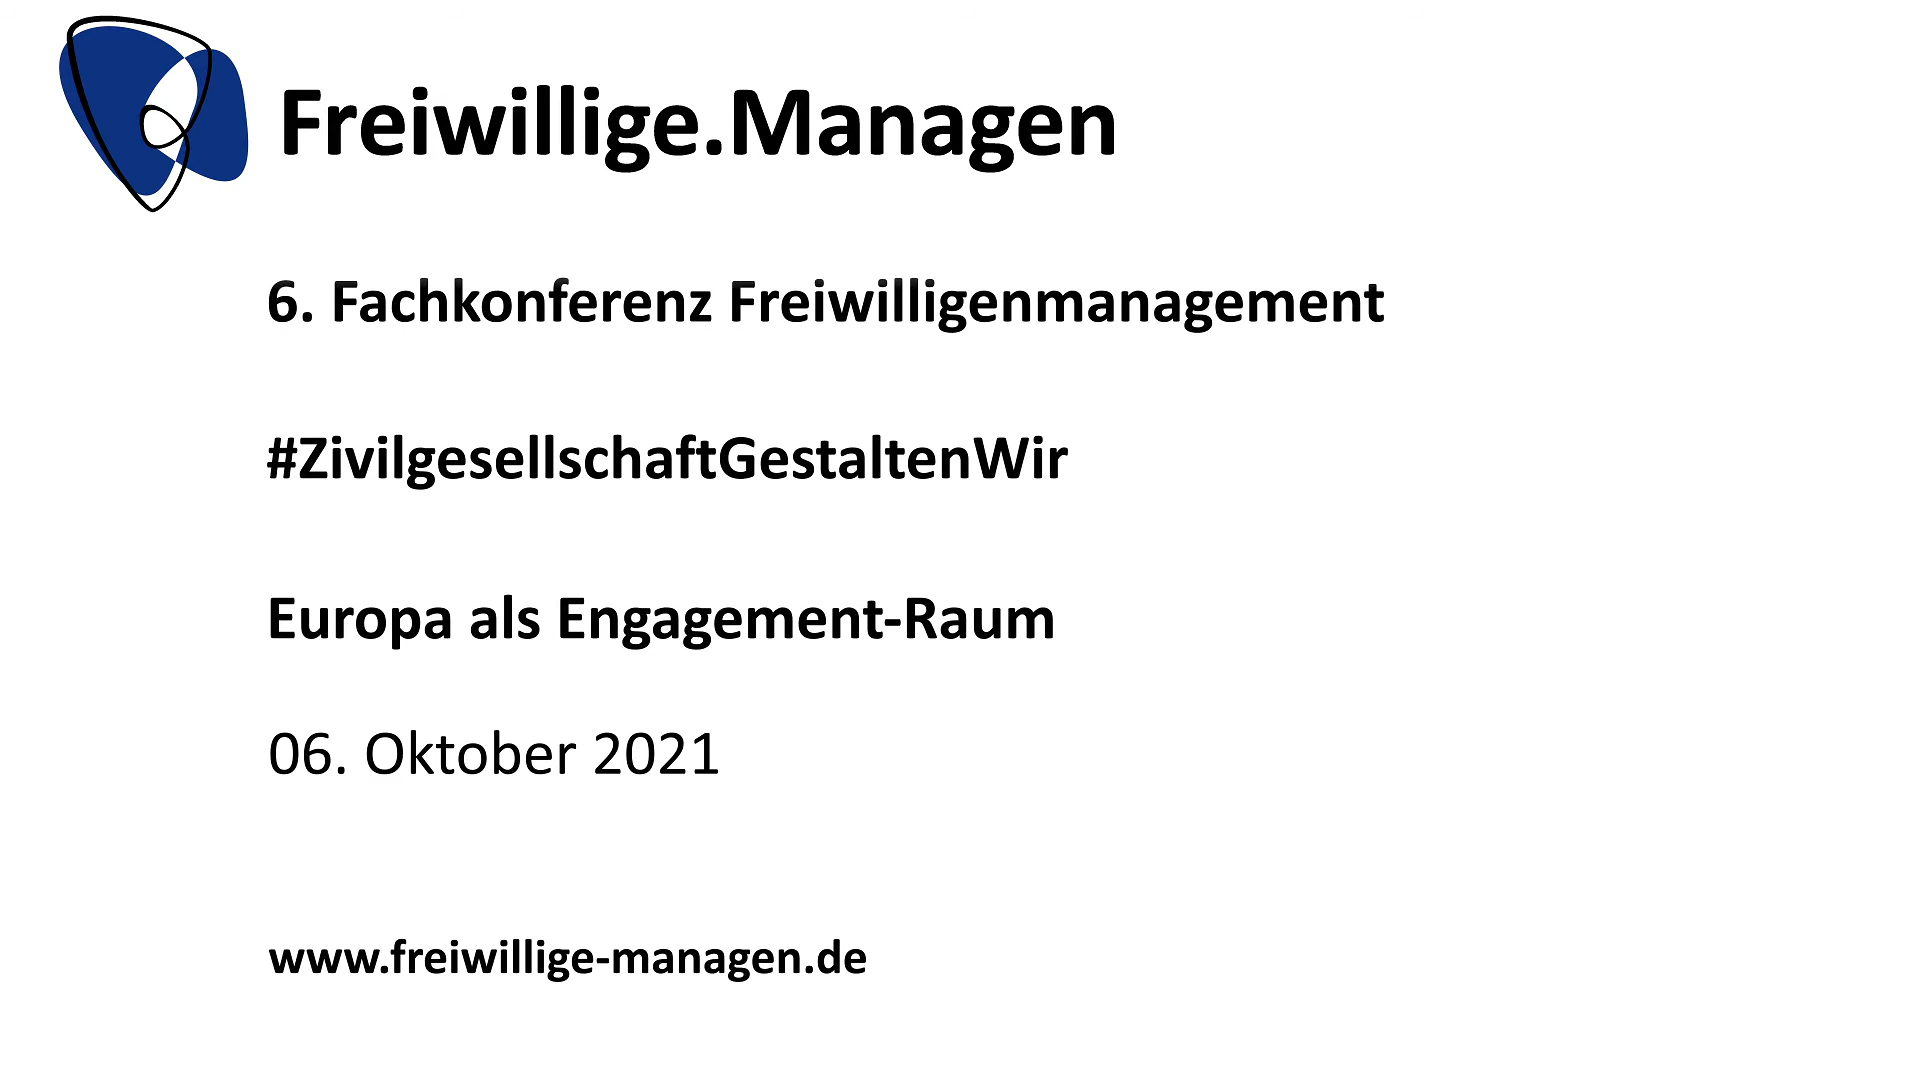 Freiwillige.Managen
6. Fachkonferenz Freiwilligenmanagement
#ZivilgesellschaftGestaltenWir
Europa als Engagement-Raum
06. Oktober 2021
www.freiwillige-managen.de